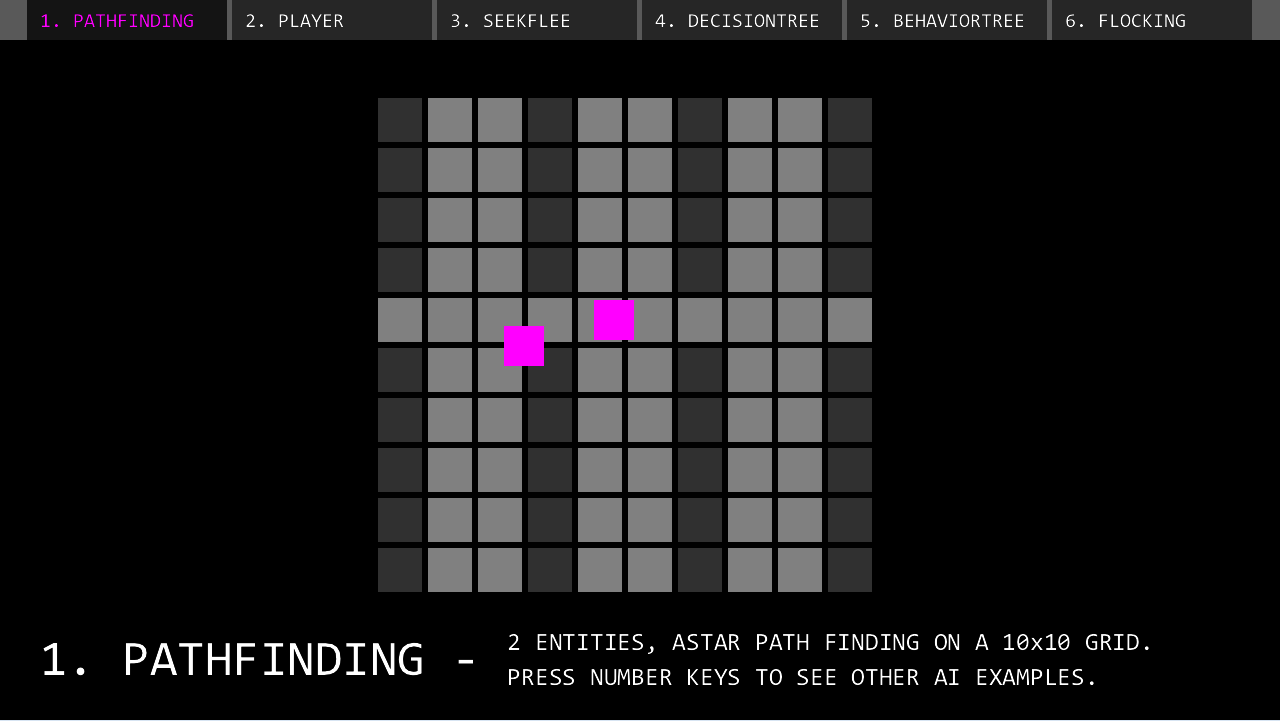 1. PATHFINDING
2. PLAYER
3. SEEKFLEE
4. DECISIONTREE
5. BEHAVIORTREE
6. FLOCKING
1. PATHFINDING -
2 ENTITIES, ASTAR PATH FINDING ON A 10x10 GRID.
PRESS NUMBER KEYS TO SEE OTHER AI EXAMPLES.